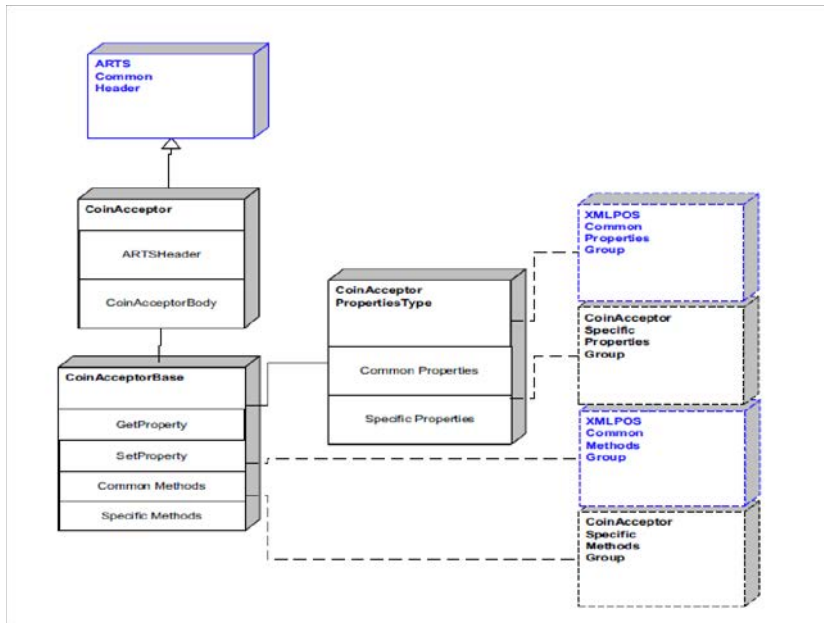 ARTS
Common
Header
CoinAcceptor
ARTSHeader
CoinAcceptorBody
CoinAcceptorBase
GetProperty
SetProperty
Common Methods
Specific Methods
CoinAcceptor
PropertiesType
Common Properties
Specific Properties
XMLPOS
Common
Properties
Group
CoinAcceptor
Specific
Properties
Group
XMLPOS
Common
Methods
Group
CoinAcceptor
Specific
Methods
Group